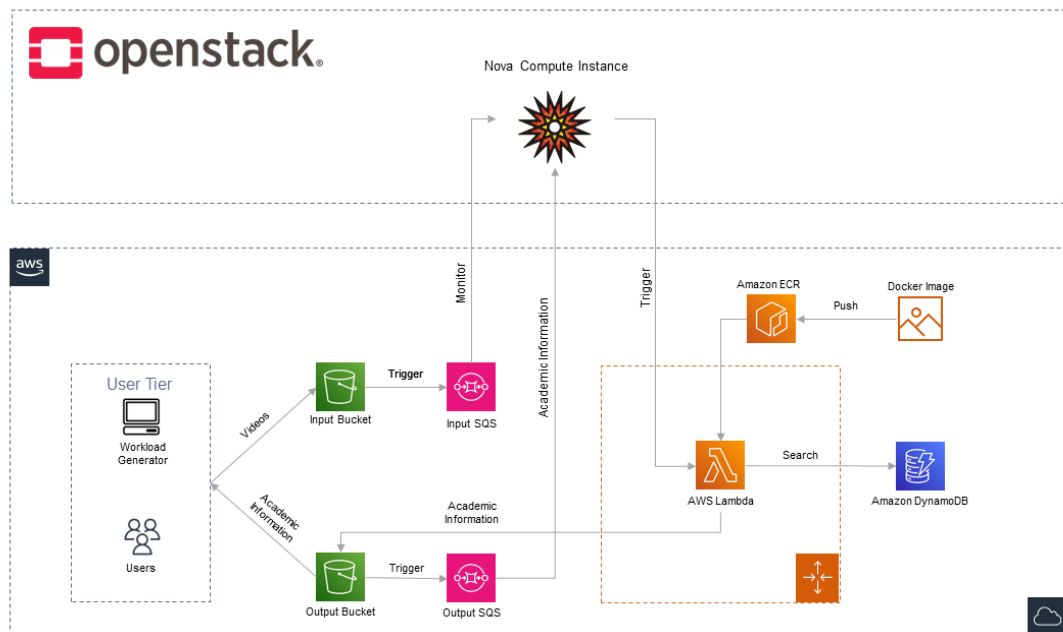 openstack.
Nova Compute Instance
aws
Monitor
Academic Information
Trigger
Amazon ECR
Docker Image
Push
User Tier
Workload
Generator
Users
Videos
Academic
Information
Input Bucket
Trigger
Input SQS
AWS Lambda
Search
Amazon DynamoDB
Academic
Information
Output Bucket
Trigger
Output SQS